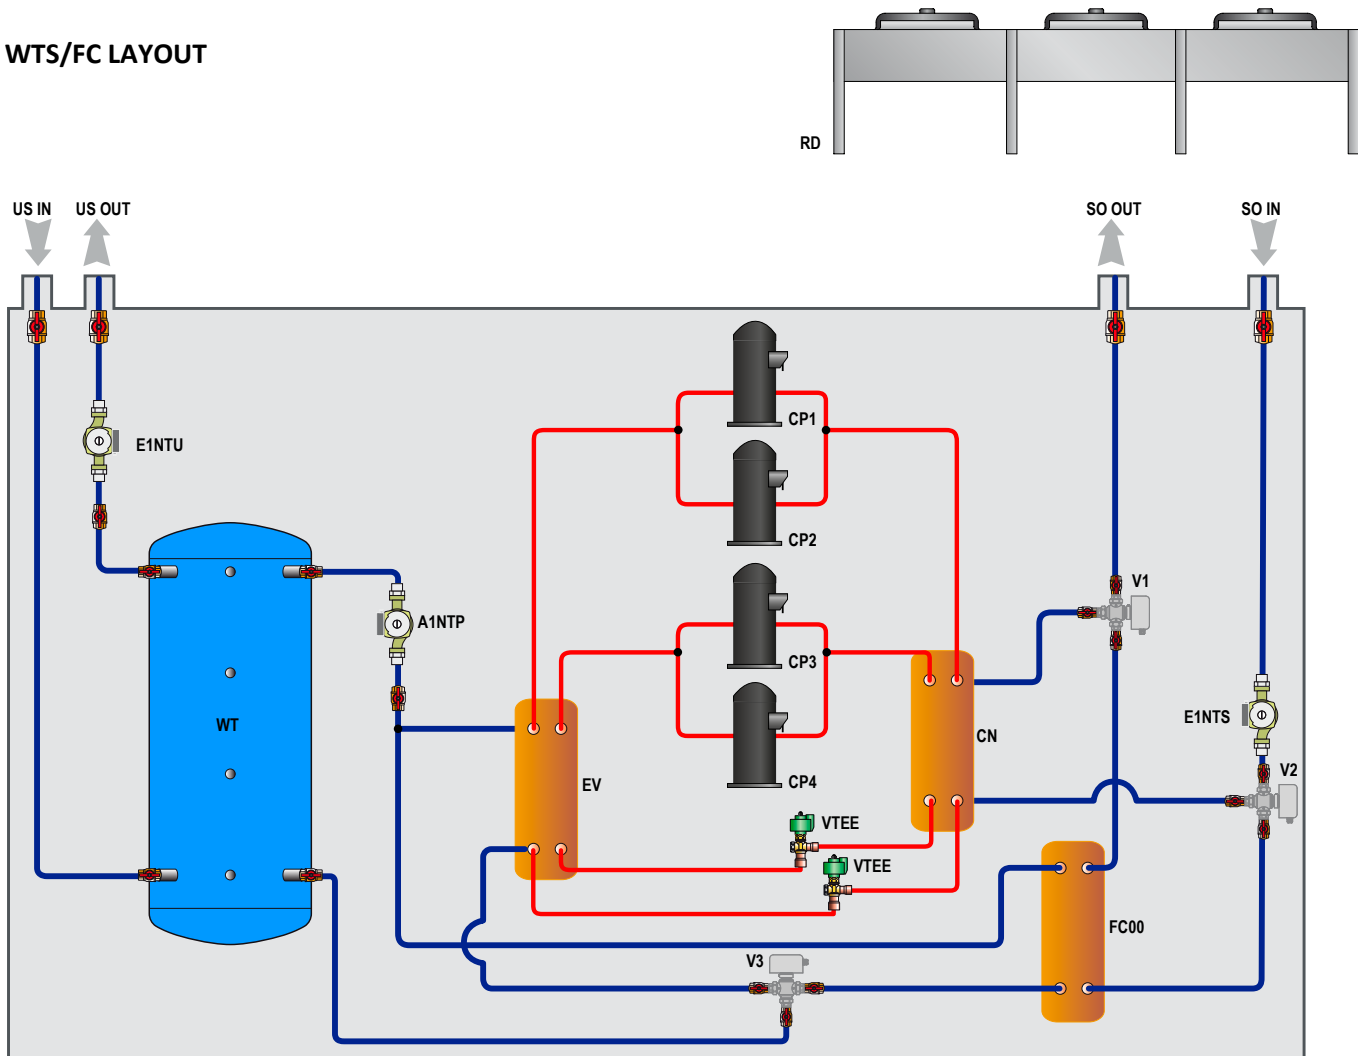 WTS/FC LAYOUT
RD
US IN
US OUT
SO OUT
SO IN
CP1
E1NTU
CP2
V1
A1NTP
CP3
E1NTS
WT
CN
V2
CP4
EV
VTEE
VTEE
FC00
V3